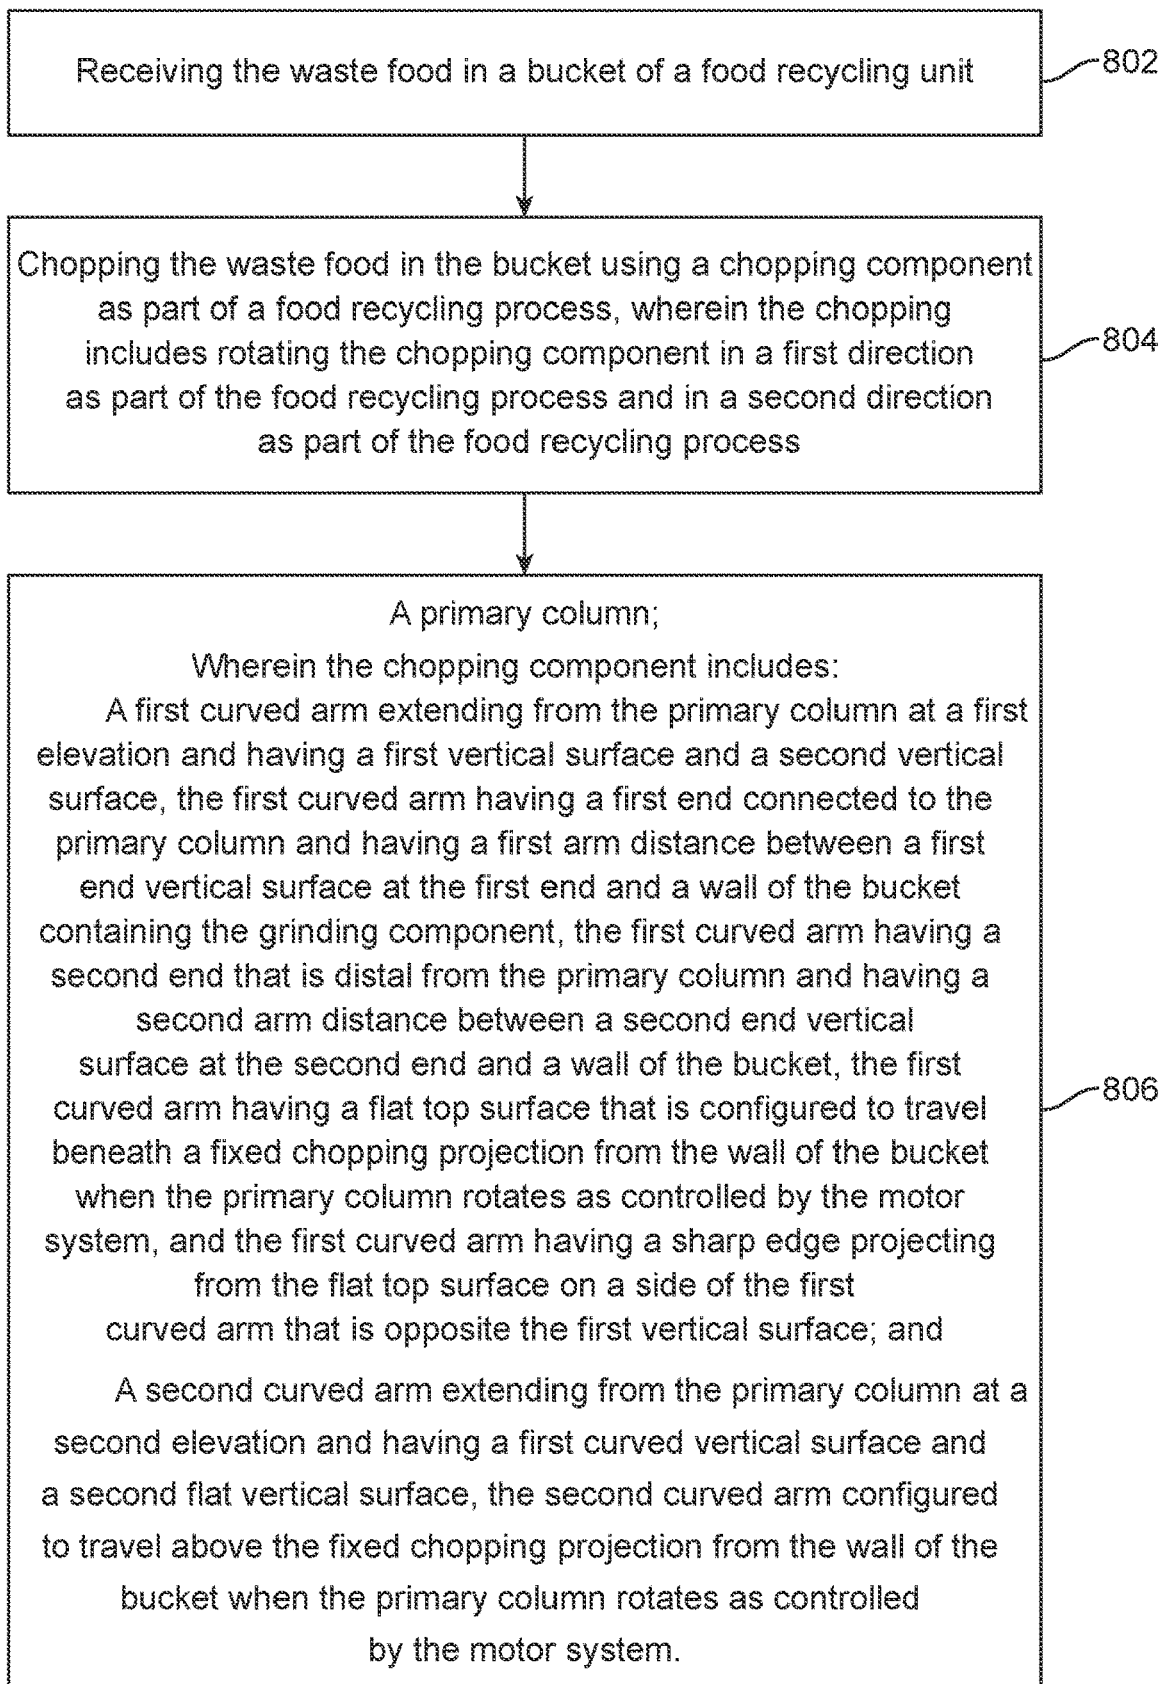 Receiving the waste food in a bucket of a food recycling unit
802
Chopping the waste food in the bucket using a chopping component
as part of a food recycling process, wherein the chopping
includes rotating the chopping component in a first direction
as part of the food recycling process and in a second direction
as part of the food recycling process
804
A primary column;
Wherein the chopping component includes:
A first curved arm extending from the primary column at a first
elevation and having a first vertical surface and a second vertical
surface, the first curved arm having a first end connected to the
primary column and having a first arm distance between a first
end vertical surface at the first end and a wall of the bucket
containing the grinding component, the first curved arm having a
second end that is distal from the primary column and having a
second arm distance between a second end vertical
surface at the second end and a wall of the bucket, the first
curved arm having a flat top surface that is configured to travel
beneath a fixed chopping projection from the wall of the bucket
when the primary column rotates as controlled by the motor
system, and the first curved arm having a sharp edge projecting
from the flat top surface on a side of the first
curved arm that is opposite the first vertical surface; and
A second curved arm extending from the primary column at a
second elevation and having a first curved vertical surface and
a second flat vertical surface, the second curved arm configured
to travel above the fixed chopping projection from the wall of the
bucket when the primary column rotates as controlled
by the motor system.
806